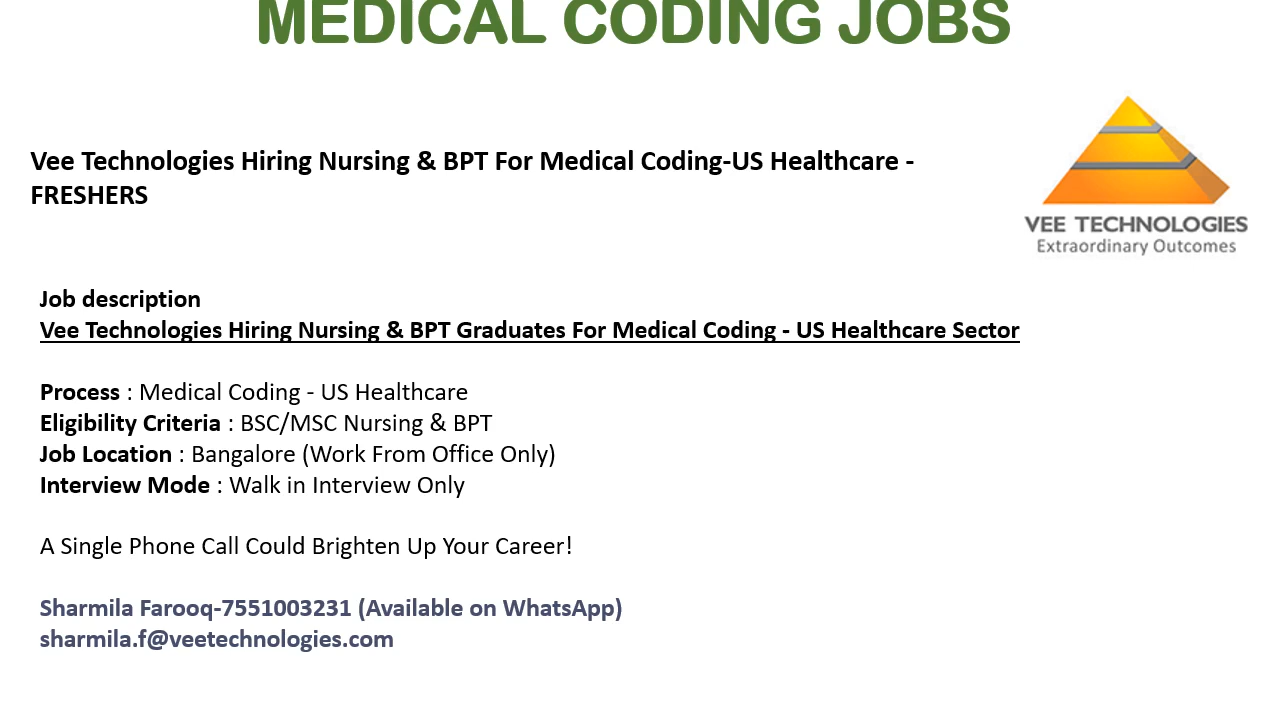 MEDICAL CODING JOBS
Vee Technologies Hiring Nursing & BPT For Medical Coding-US Healthcare -
FRESHERS
VEE TECHNOLOGIES
Extraordinary Outcomes
Job description
Vee Technologies Hiring Nursing & BPT Graduates For Medical Coding - US Healthcare Sector
Process : Medical Coding - US Healthcare
Eligibility Criteria : BSC/MSC Nursing & BPT
Job Location : Bangalore (Work From Office Only)
Interview Mode : Walk in Interview Only
A Single Phone Call Could Brighten Up Your Career!
Sharmila Farooq-7551003231 (Available on WhatsApp)
sharmila.f@veetechnologies.com